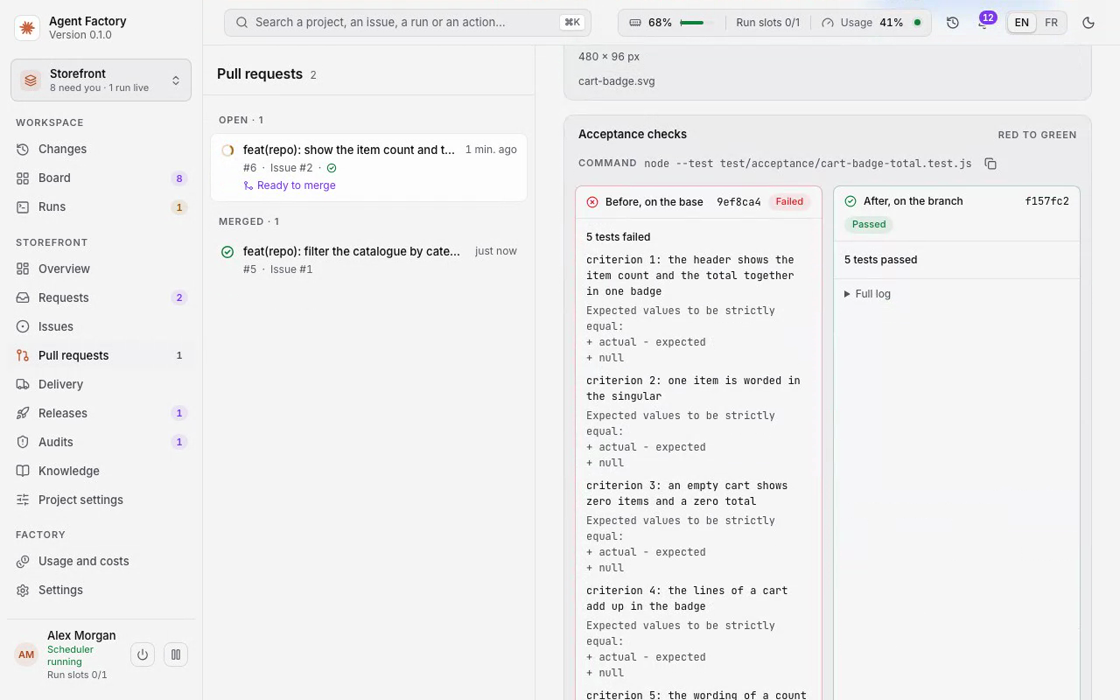 Agent Factory
Version 0.1.0
Search a project, an issue, a run or an action...
⌘K
68%
Run slots 0/1
Usage 41%
12
EN FR
Storefront
8 need you · 1 run live
WORKSPACE
Changes
Board 8
Runs 1
STOREFRONT
Overview
Requests 2
Issues
Pull requests 1
Delivery
Releases 1
Audits 1
Knowledge
Project settings
FACTORY
Usage and costs
Settings
AM
Alex Morgan
Scheduler
running
Run slots 0/1
Pull requests 2
OPEN · 1
feat(repo): show the item count and t... 1 min. ago
#6 · Issue #2 ·
Ready to merge
MERGED · 1
feat(repo): filter the catalogue by cate... just now
#5 · Issue #1
480 × 96 px
cart-badge.svg
Acceptance checks RED TO GREEN
COMMAND node --test test/acceptance/cart-badge-total.test.js
Before, on the base 9ef8ca4 Failed
5 tests failed
criterion 1: the header shows the
item count and the total together
in one badge
Expected values to be strictly
equal:
+ actual - expected
+ null
criterion 2: one item is worded in
the singular
Expected values to be strictly
equal:
+ actual - expected
+ null
criterion 3: an empty cart shows
zero items and a zero total
Expected values to be strictly
equal:
+ actual - expected
+ null
criterion 4: the lines of a cart
add up in the badge
Expected values to be strictly
equal:
+ actual - expected
+ null
criterion 5: the wording of a count
After, on the branch f157fc2
Passed
5 tests passed
Full log